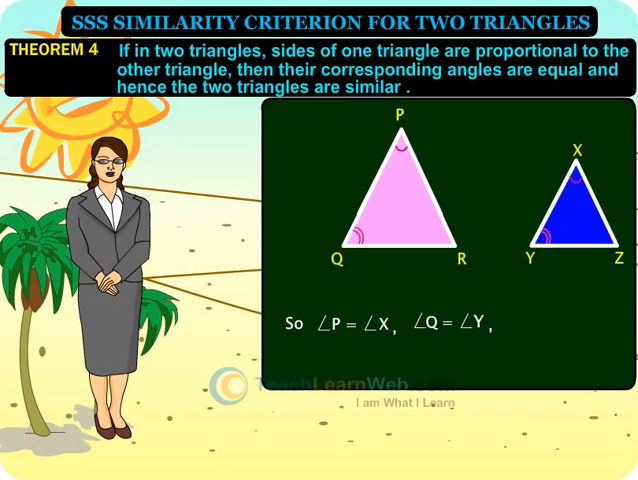 SSS SIMILARITY CRITERION FOR TWO TRIANGLES
THEOREM 4 If in two triangles, sides of one triangle are proportional to the
other triangle, then their corresponding angles are equal and
hence the two triangles are similar .
P
X
Q R Y Z
So ∠P = ∠X , ∠Q = ∠Y ,
TeachLearnWeb.com
I am What I Learn